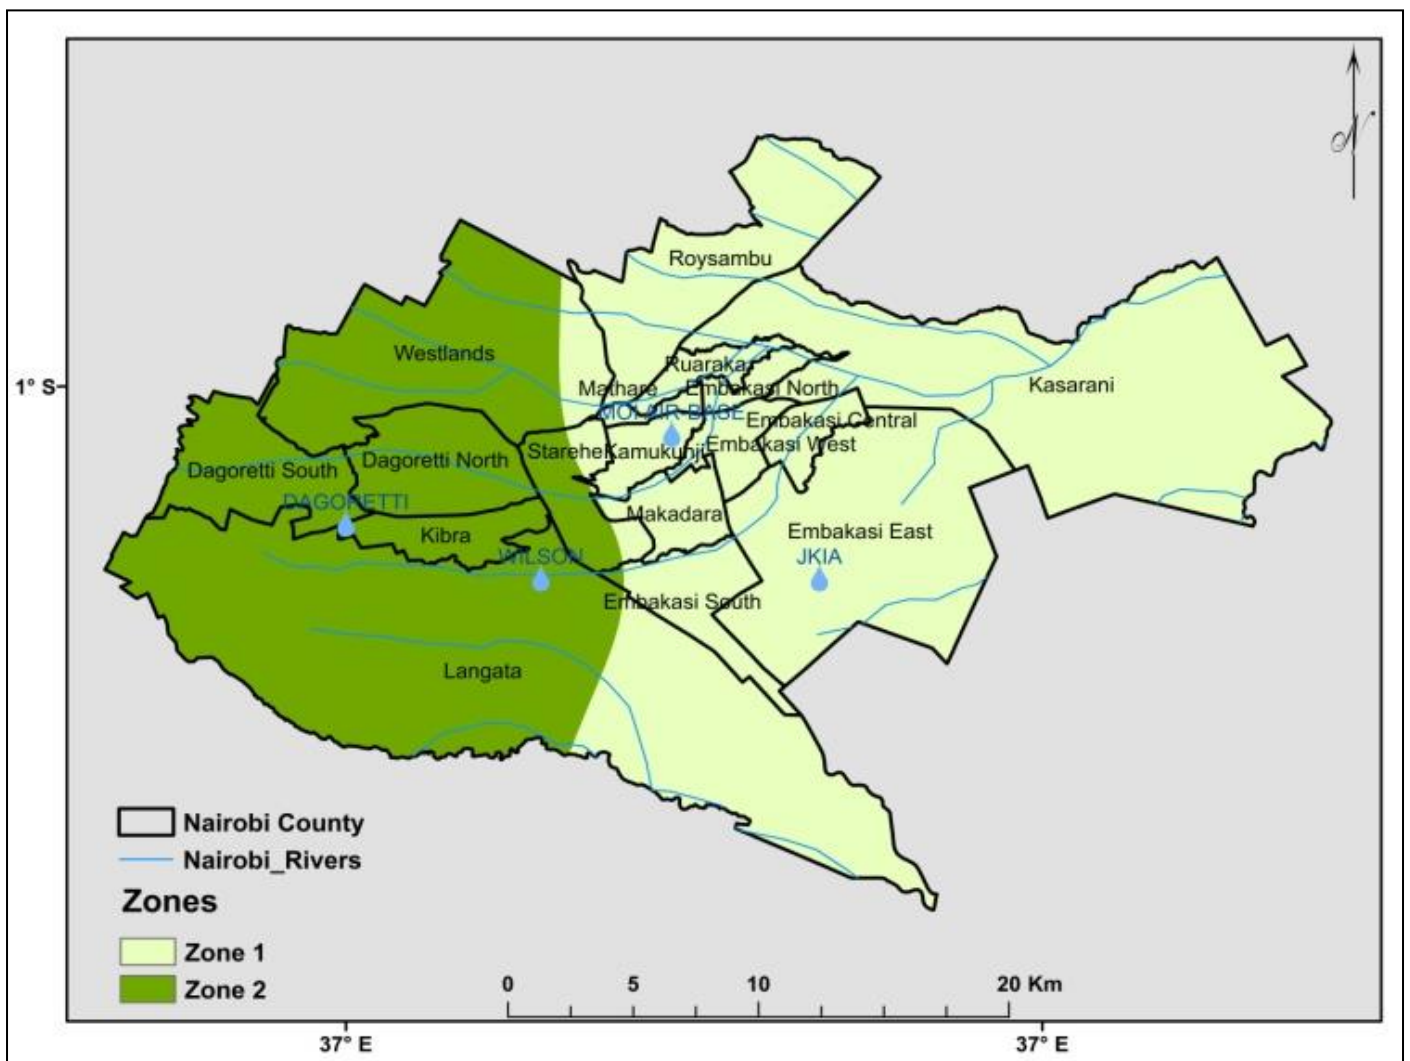 N
Roysambu
Westlands
Ruaraka
1° S
Mathare
Embakasi North
Kasarani
MOI AIR BASE
Embakasi Central
Starehe
Kamukunji
Embakasi West
Dagoretti South
Dagoretti North
DAGORETTI
Makadara
Kibra
Embakasi East
WILSON
JKIA
Embakasi South
Langata
Nairobi County
Nairobi_Rivers
Zones
Zone 1
Zone 2
0 5 10 20 Km
37° E 37° E